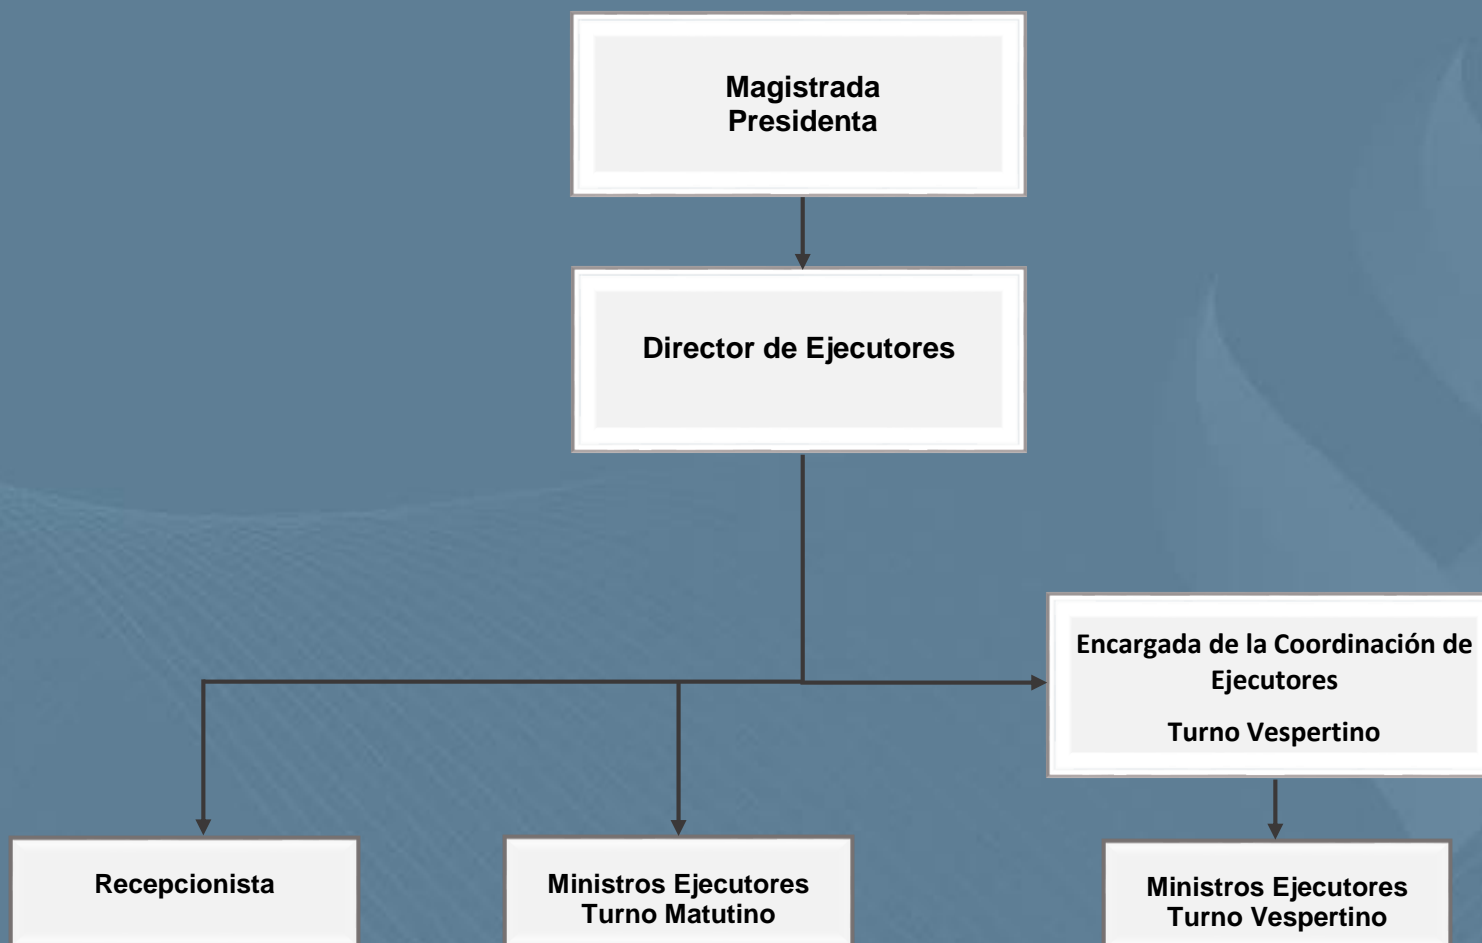 Magistrada
Presidenta
Director de Ejecutores
Encargada de la Coordinación de
Ejecutores
Turno Vespertino
Recepcionista
Ministros Ejecutores
Turno Matutino
Ministros Ejecutores
Turno Vespertino